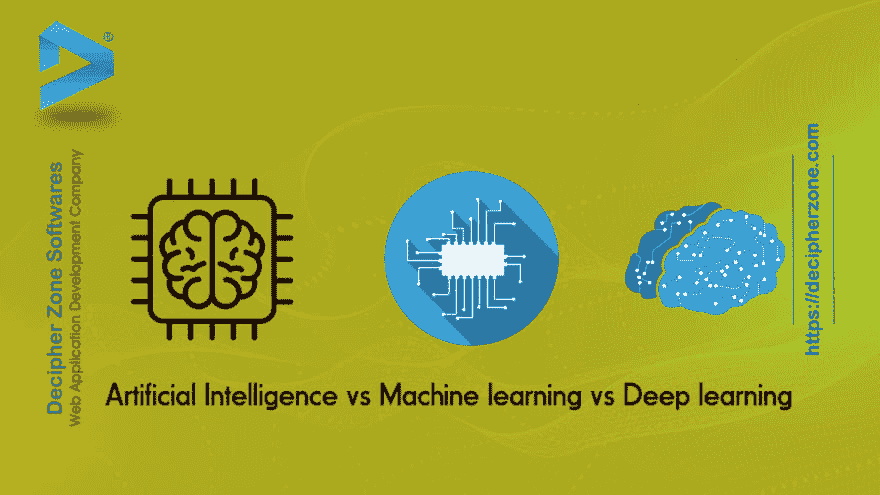 Decipher Zone Softwares
Web Application Development Company
https://decipherzone.com
Artificial Intelligence vs Machine learning vs Deep learning